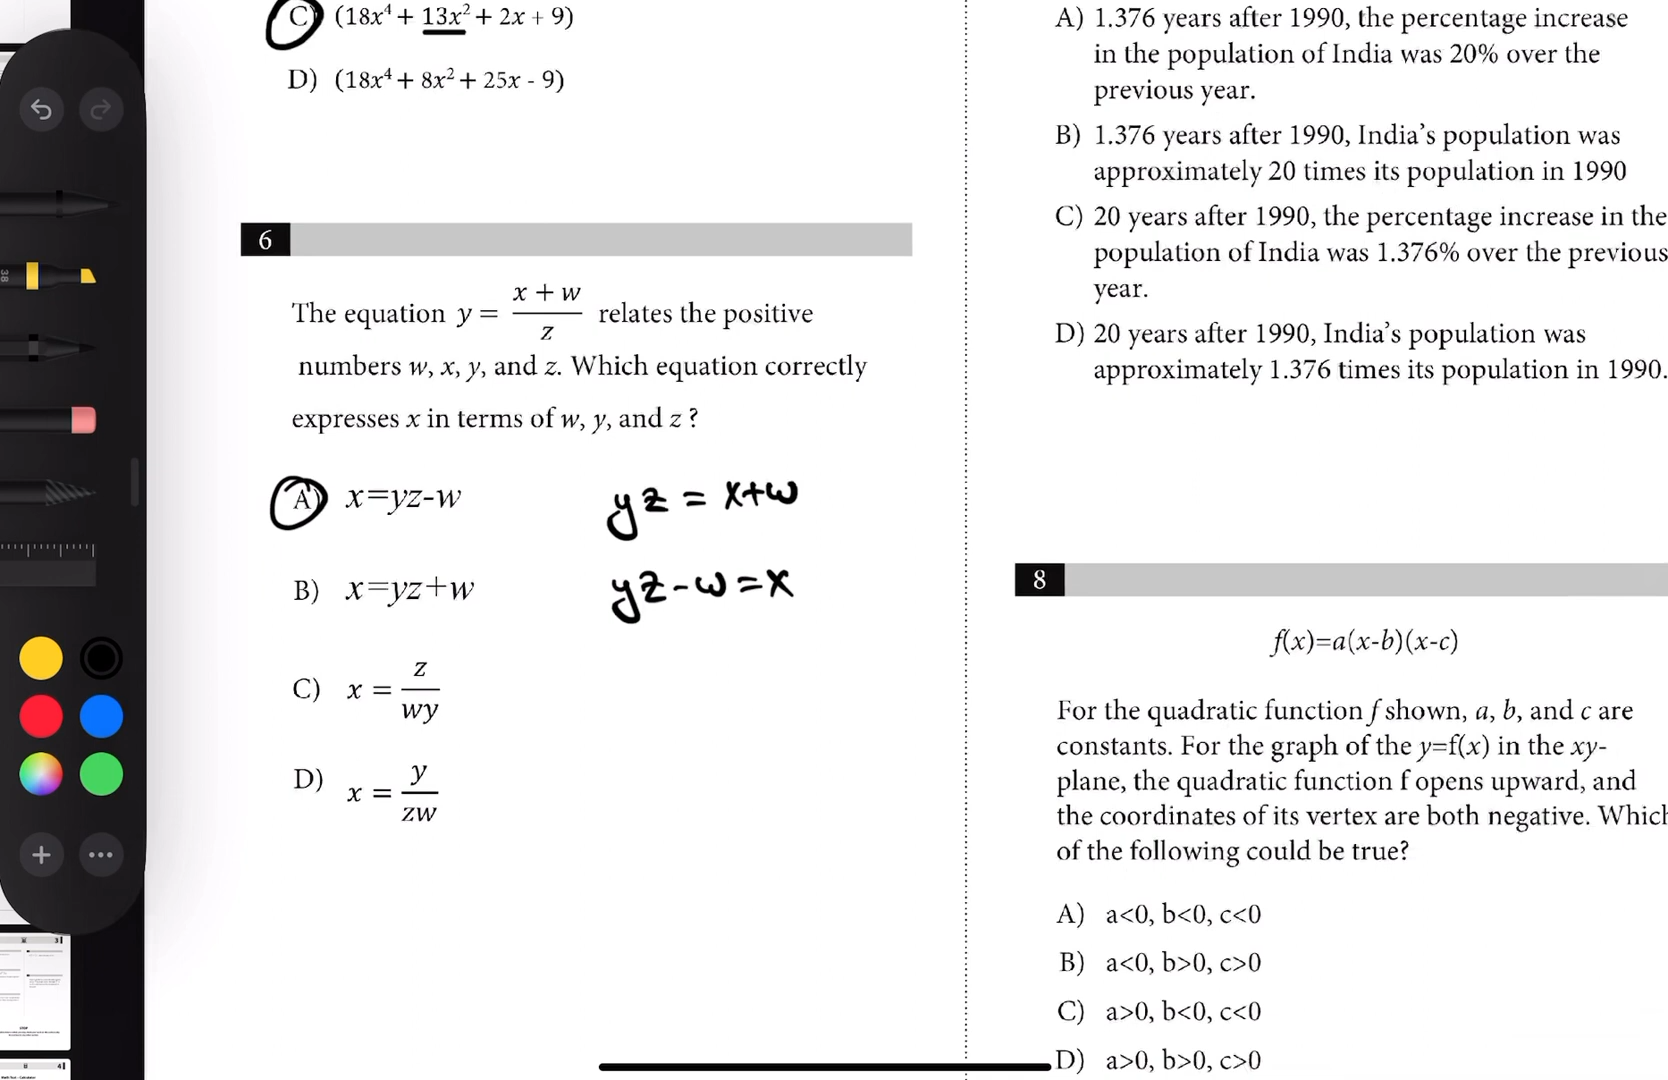 C) (18x⁴ + 13x² + 2x + 9)
D) (18x⁴ + 8x² + 25x - 9)
6
The equation y = (x + w)/z relates the positive
numbers w, x, y, and z. Which equation correctly
expresses x in terms of w, y, and z ?
A) x=yz-w
B) x=yz+w
C) x = z/wy
D) x = y/zw
yz = x+w
yz-w=x
A) 1.376 years after 1990, the percentage increase
in the population of India was 20% over the
previous year.
B) 1.376 years after 1990, India's population was
approximately 20 times its population in 1990
C) 20 years after 1990, the percentage increase in the
population of India was 1.376% over the previous
year.
D) 20 years after 1990, India's population was
approximately 1.376 times its population in 1990.
8
f(x)=a(x-b)(x-c)
For the quadratic function f shown, a, b, and c are
constants. For the graph of the y=f(x) in the xy-
plane, the quadratic function f opens upward, and
the coordinates of its vertex are both negative. Which
of the following could be true?
A) a<0, b<0, c<0
B) a<0, b>0, c>0
C) a>0, b<0, c<0
D) a>0, b>0, c>0